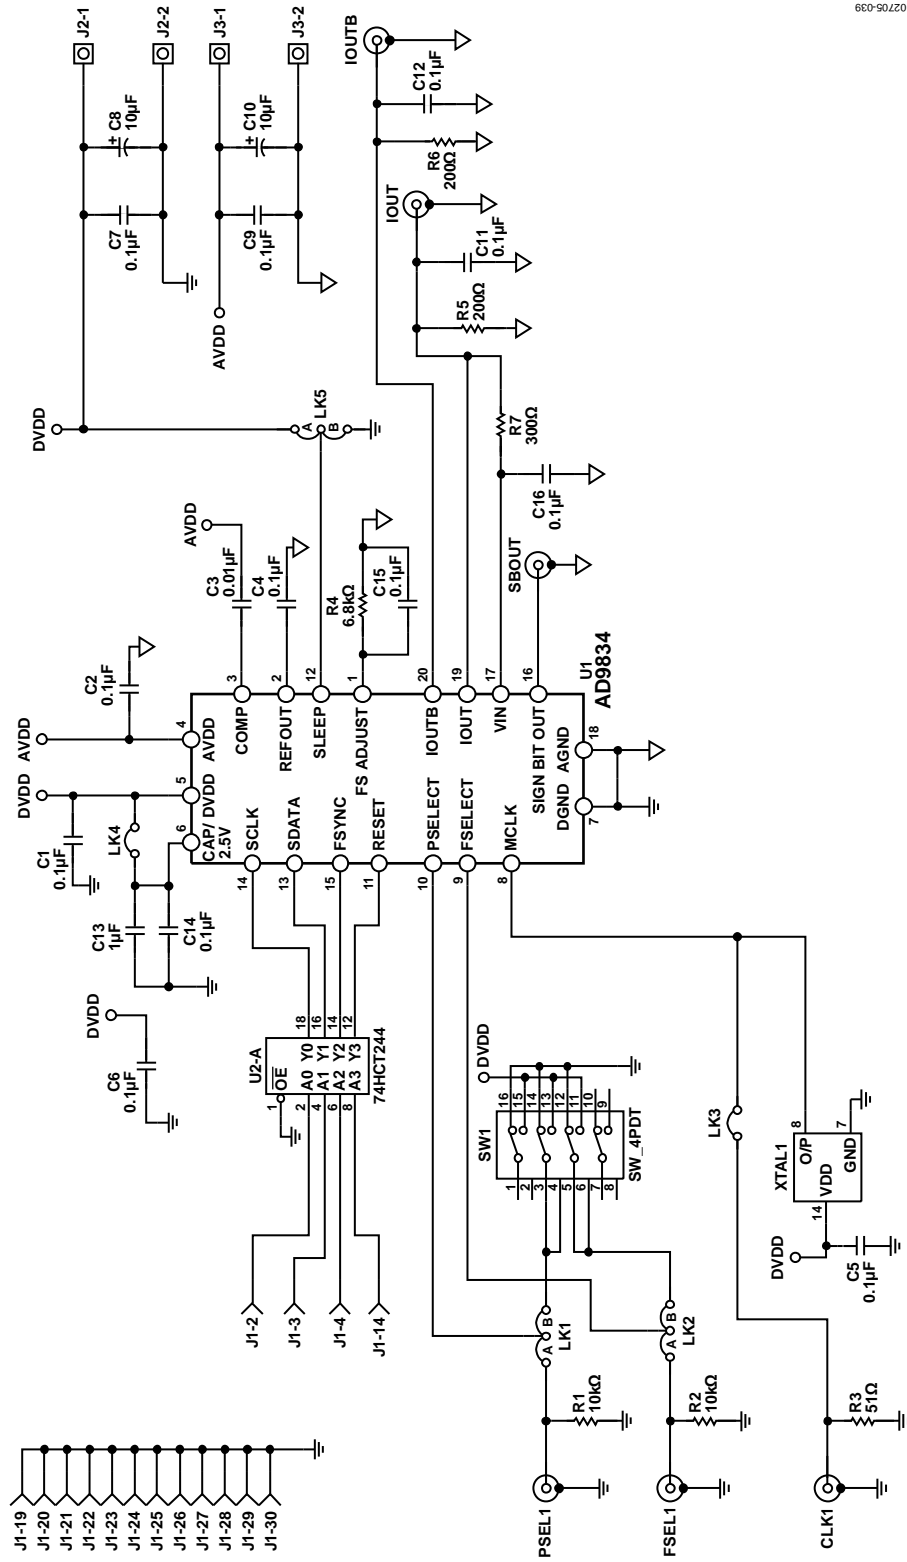 02705-039
J2-1
J2-2
J3-1
J3-2
C8
10µF
+
C10
10µF
+
C7
0.1µF
C9
0.1µF
AVDD
IOUTB
C12
0.1µF
R6
200Ω
IOUT
C11
0.1µF
R5
200Ω
R7
300Ω
C16
0.1µF
SBOUT
DVDD
LK5
A
B
AVDD
C3
0.01µF
C4
0.1µF
R4
6.8kΩ
C15
0.1µF
C2
0.1µF
AVDD
DVDD
C1
0.1µF
LK4
C13
1µF
C14
0.1µF
DVDD
C6
0.1µF
U1
AD9834
4
AVDD
5
DVDD
6
CAP/
2.5V
3
COMP
2
REFOUT
12
SLEEP
1
FS ADJUST
20
IOUTB
19
IOUT
17
VIN
16
SIGN BIT OUT
18
AGND
7
DGND
14
SCLK
13
SDATA
15
FSYNC
11
RESET
10
PSELECT
9
FSELECT
8
MCLK
U2-A
74HCT244
1
OE
2
A0
Y0
18
4
A1
Y1
16
6
A2
Y2
14
8
A3
Y3
12
J1-2
J1-3
J1-4
J1-14
DVDD
SW1
SW_4PDT
16
15
14
13
12
11
10
9
1
2
3
4
5
6
7
8
LK3
XTAL1
8
O/P
7
GND
14
VDD
DVDD
C5
0.1µF
LK1
A
B
LK2
A
B
R1
10kΩ
R2
10kΩ
R3
51Ω
PSEL1
FSEL1
CLK1
J1-19
J1-20
J1-21
J1-22
J1-23
J1-24
J1-25
J1-26
J1-27
J1-28
J1-29
J1-30